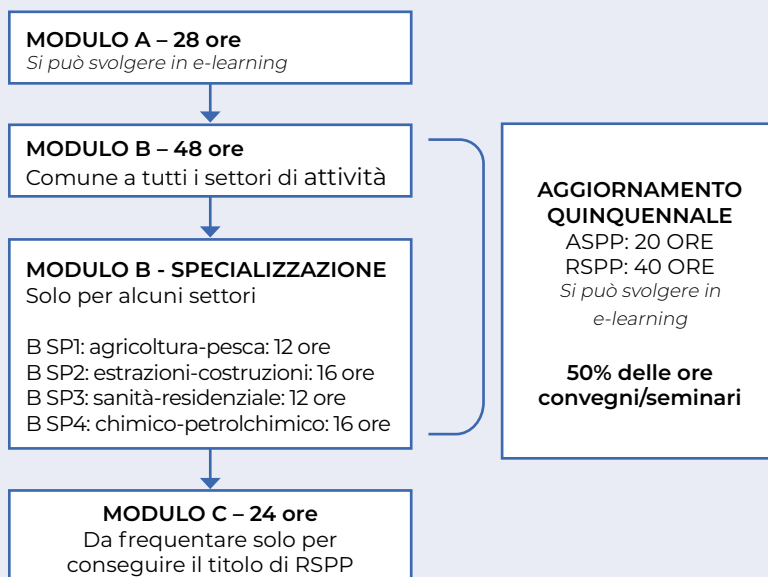 MODULO A – 28 ore
Si può svolgere in e-learning
MODULO B – 48 ore
Comune a tutti i settori di attività
MODULO B - SPECIALIZZAZIONE
Solo per alcuni settori
B SP1: agricoltura-pesca: 12 ore
B SP2: estrazioni-costruzioni: 16 ore
B SP3: sanità-residenziale: 12 ore
B SP4: chimico-petrolchimico: 16 ore
MODULO C – 24 ore
Da frequentare solo per
conseguire il titolo di RSPP
AGGIORNAMENTO
QUINQUENNALE
ASPP: 20 ORE
RSPP: 40 ORE
Si può svolgere in
e-learning
50% delle ore
convegni/seminari